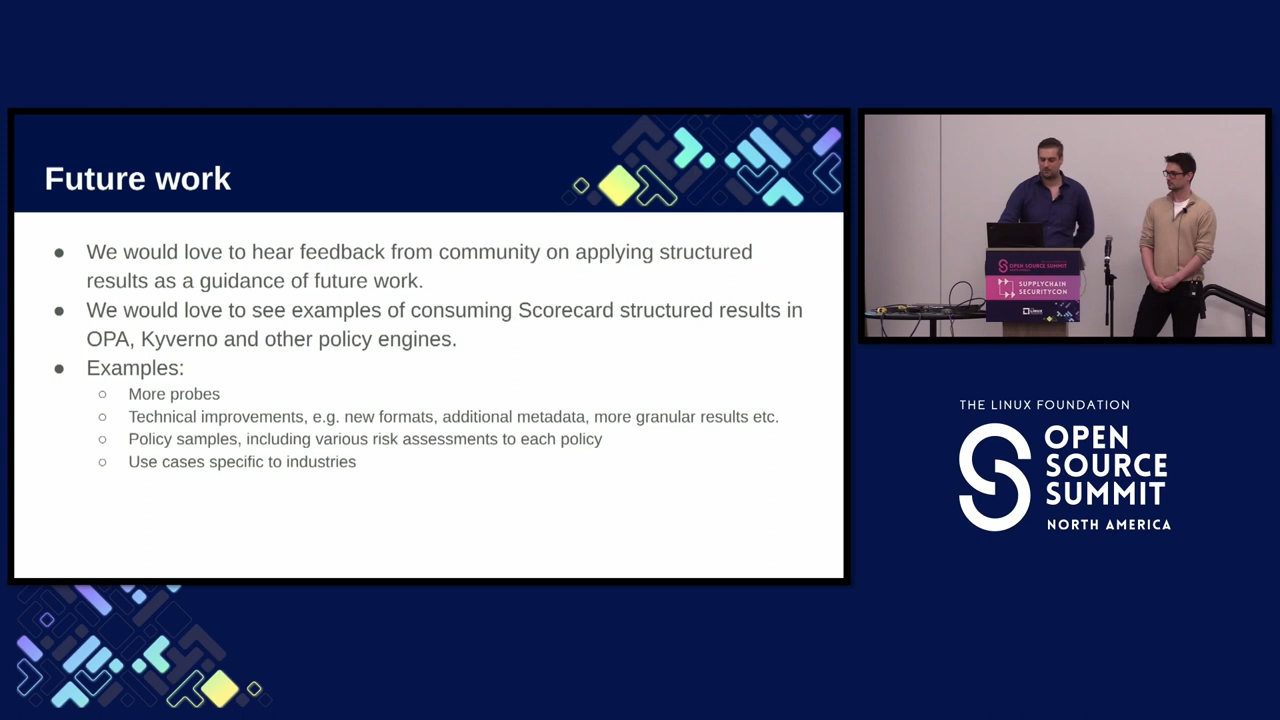 Future work
● We would love to hear feedback from community on applying structured
results as a guidance of future work.
● We would love to see examples of consuming Scorecard structured results in
OPA, Kyverno and other policy engines.
● Examples:
○ More probes
○ Technical improvements, e.g. new formats, additional metadata, more granular results etc.
○ Policy samples, including various risk assessments to each policy
○ Use cases specific to industries
OPEN SOURCE SUMMIT
SUPPLYCHAIN
SECURITYCON
THE LINUX FOUNDATION
OPEN
SOURCE
SUMMIT
NORTH AMERICA